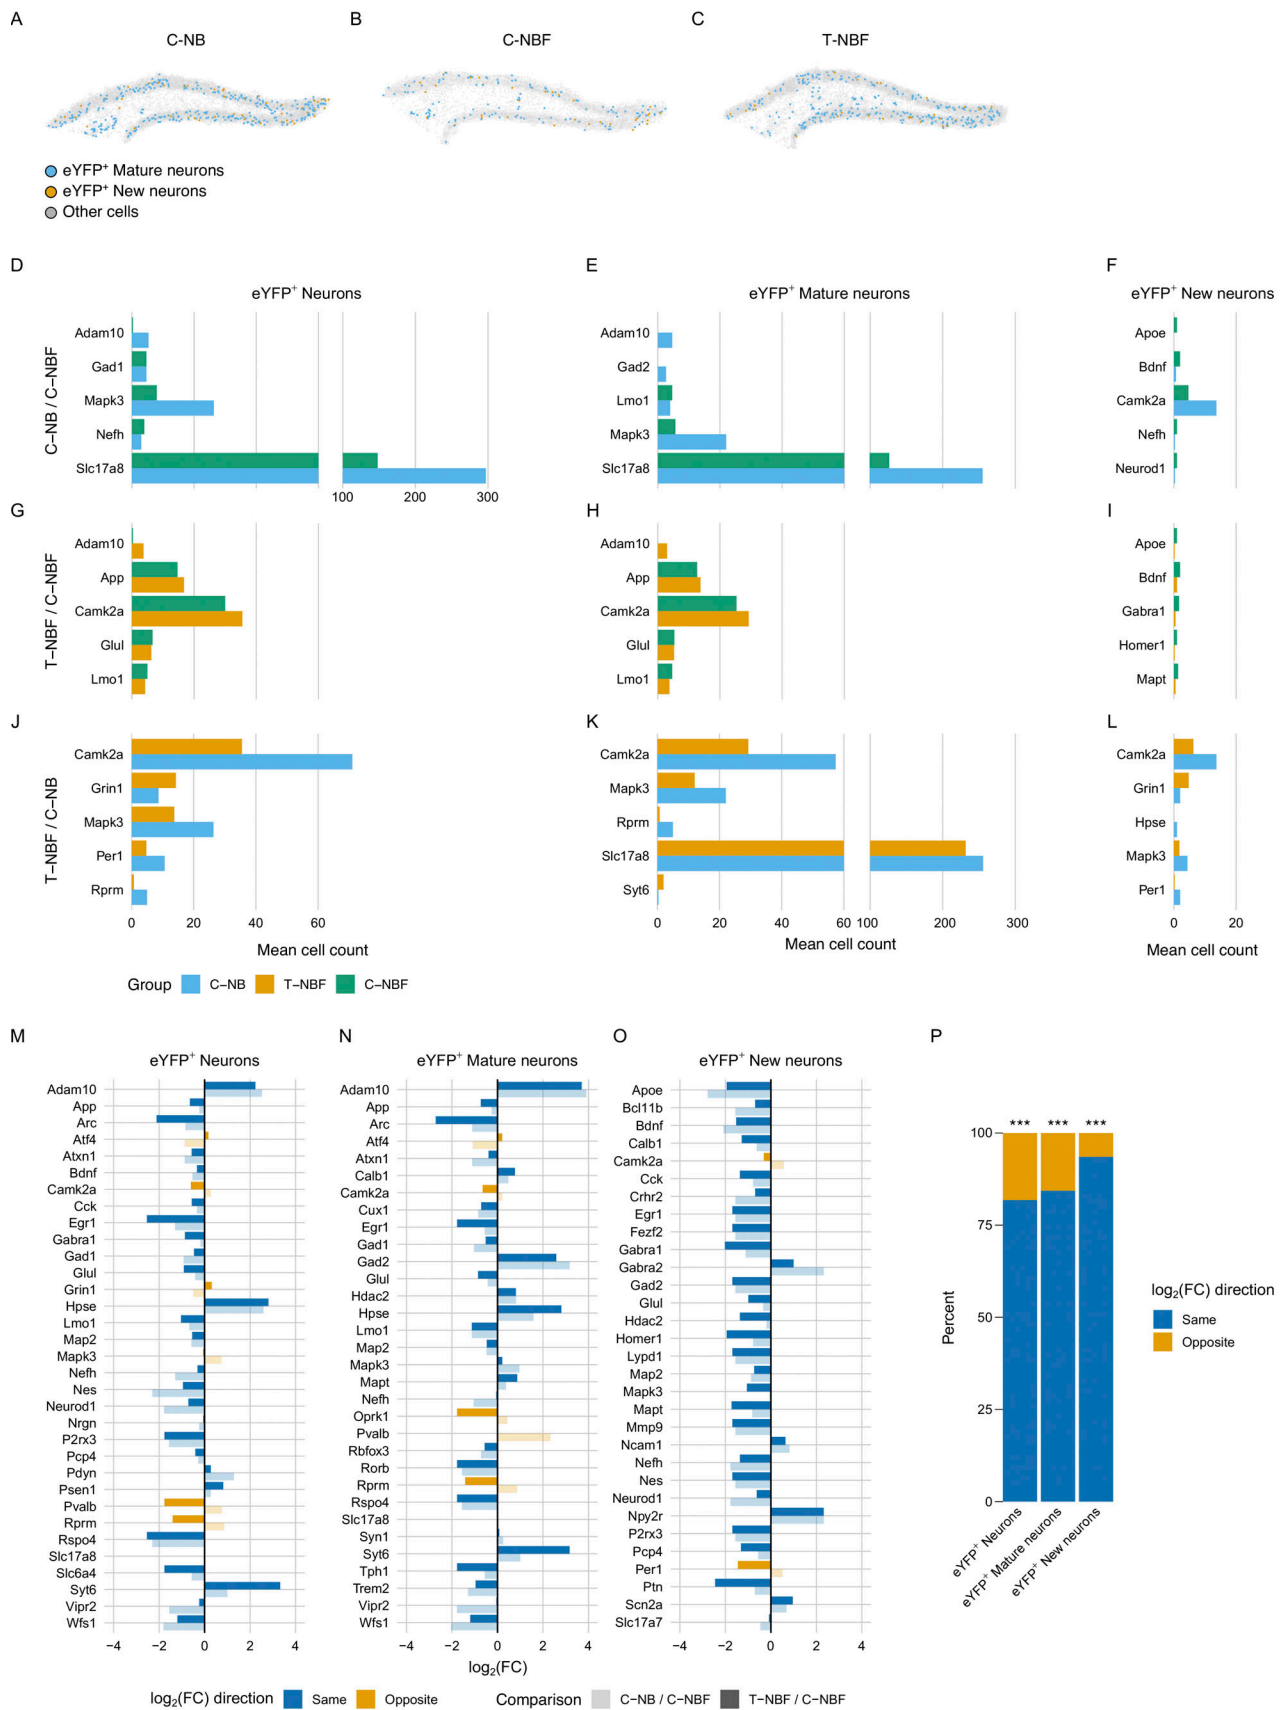 A
B
C
C-NB
C-NBF
T-NBF
eYFP⁺ Mature neurons
eYFP⁺ New neurons
Other cells
D
E
F
eYFP⁺ Neurons
eYFP⁺ Mature neurons
eYFP⁺ New neurons
C−NB / C−NBF
Adam10
Gad1
Mapk3
Nefh
Slc17a8
100 200 300
Adam10
Gad2
Lmo1
Mapk3
Slc17a8
Apoe
Bdnf
Camk2a
Nefh
Neurod1
G
H
I
T−NBF / C−NBF
Adam10
App
Camk2a
Glul
Lmo1
Adam10
App
Camk2a
Glul
Lmo1
Apoe
Bdnf
Gabra1
Homer1
Mapt
J
K
L
T−NBF / C−NB
Camk2a
Grin1
Mapk3
Per1
Rprm
0 20 40 60
Mean cell count
Camk2a
Mapk3
Rprm
Slc17a8
Syt6
0 20 40 60 100 200 300
Mean cell count
Camk2a
Grin1
Hpse
Mapk3
Per1
0 20
Mean cell count
Group C−NB T−NBF C−NBF
M
N
O
P
eYFP⁺ Neurons
Adam10
App
Arc
Atf4
Atxn1
Bdnf
Camk2a
Cck
Egr1
Gabra1
Gad1
Glul
Grin1
Hpse
Lmo1
Map2
Mapk3
Nefh
Nes
Neurod1
Nrgn
P2rx3
Pcp4
Pdyn
Psen1
Pvalb
Rprm
Rspo4
Slc17a8
Slc6a4
Syt6
Vipr2
Wfs1
−4 −2 0 2 4
eYFP⁺ Mature neurons
Adam10
App
Arc
Atf4
Atxn1
Calb1
Camk2a
Cux1
Egr1
Gad1
Gad2
Glul
Hdac2
Hpse
Lmo1
Map2
Mapk3
Mapt
Nefh
Oprk1
Pvalb
Rbfox3
Rorb
Rprm
Rspo4
Slc17a8
Syn1
Syt6
Tph1
Trem2
Vipr2
Wfs1
−4 −2 0 2 4
log₂(FC)
eYFP⁺ New neurons
Apoe
Bcl11b
Bdnf
Calb1
Camk2a
Cck
Crhr2
Egr1
Fezf2
Gabra1
Gabra2
Gad2
Glul
Hdac2
Homer1
Lypd1
Map2
Mapk3
Mapt
Mmp9
Ncam1
Nefh
Nes
Neurod1
Npy2r
P2rx3
Pcp4
Per1
Ptn
Scn2a
Slc17a7
−4 −2 0 2 4
*** *** ***
100
75
50
25
0
Percent
eYFP⁺ Neurons
eYFP⁺ Mature neurons
eYFP⁺ New neurons
log₂(FC) direction
Same
Opposite
log₂(FC) direction Same Opposite Comparison C−NB / C−NBF T−NBF / C−NBF